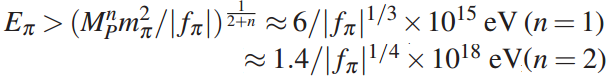 E_π > (M_P^n m_π^2/|f_π|)^{1/(2+n)} ≈ 6/|f_π|^{1/3} × 10^{15} eV (n = 1)
≈ 1.4/|f_π|^{1/4} × 10^{18} eV(n = 2)